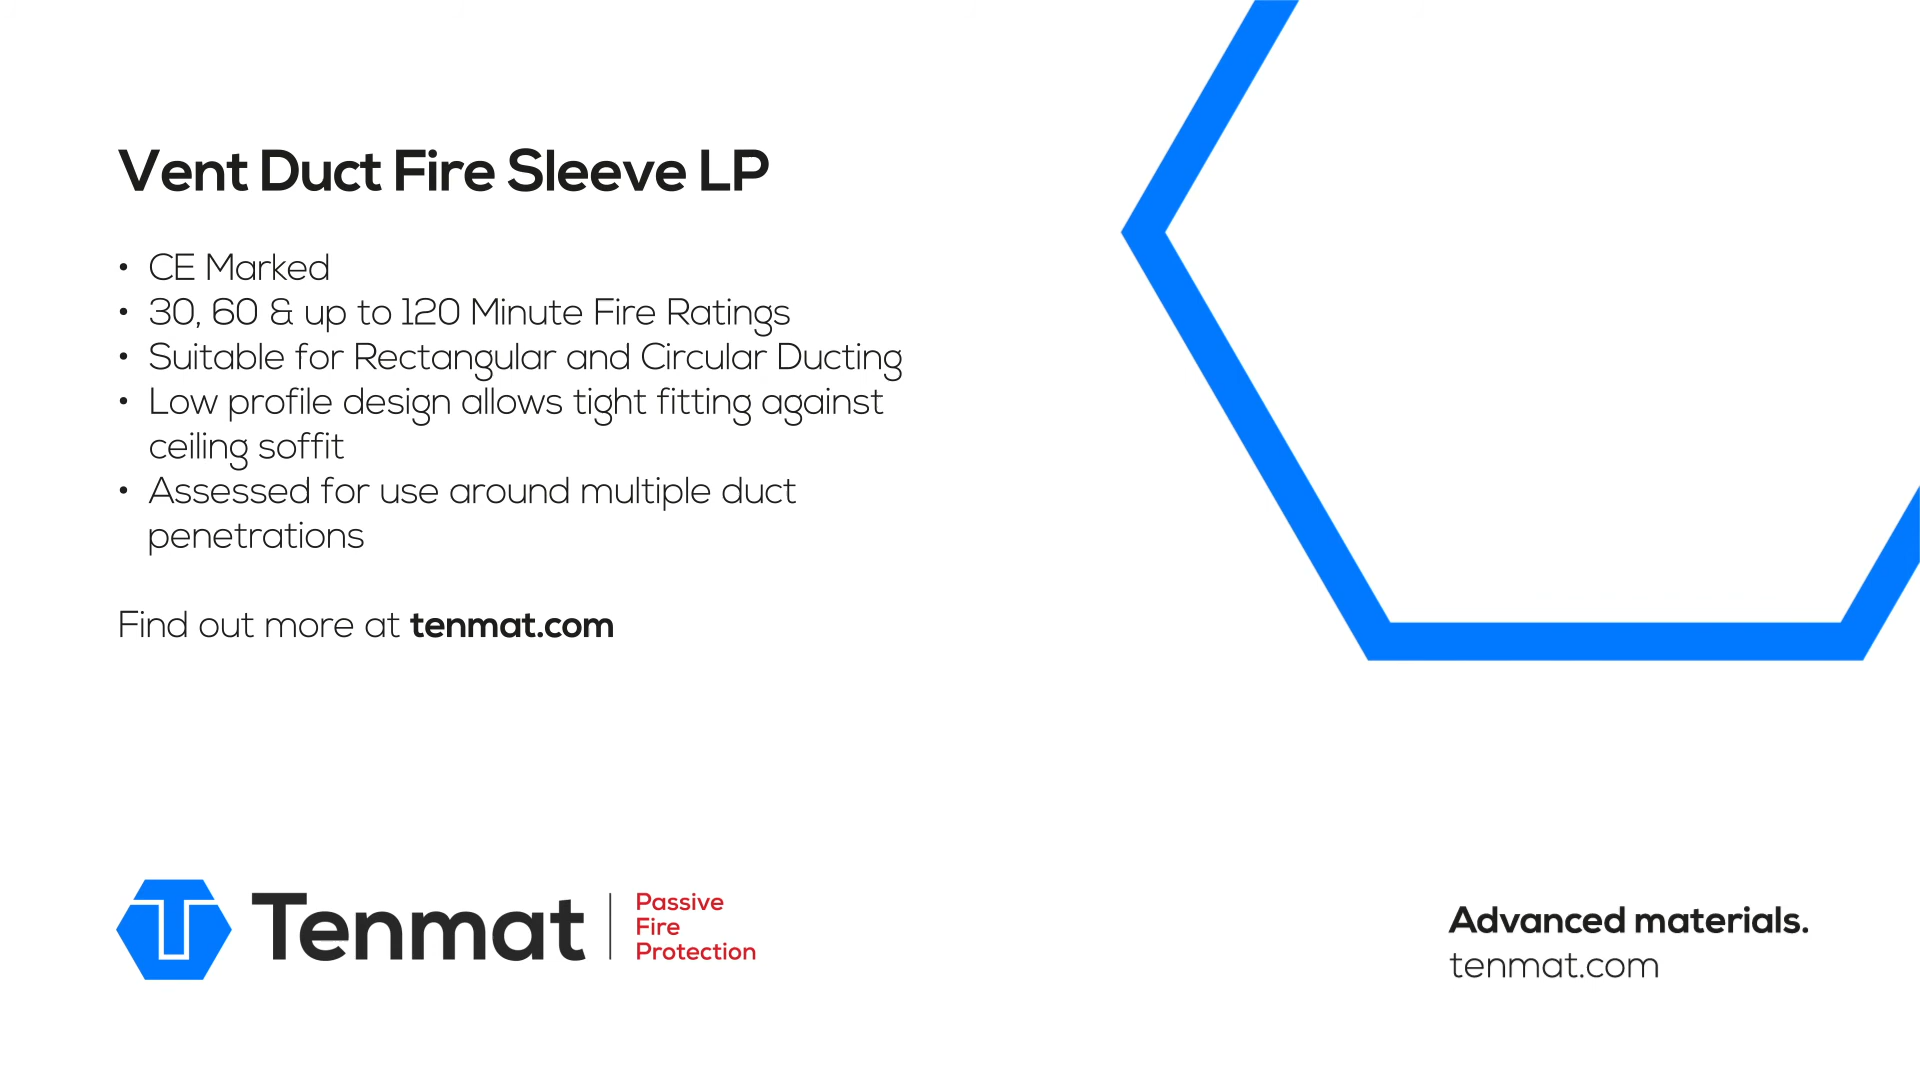 Vent Duct Fire Sleeve LP
• CE Marked
• 30, 60 & up to 120 Minute Fire Ratings
• Suitable for Rectangular and Circular Ducting
• Low profile design allows tight fitting against
ceiling soffit
• Assessed for use around multiple duct
penetrations
Find out more at tenmat.com
Tenmat
Passive
Fire
Protection
Advanced materials.
tenmat.com